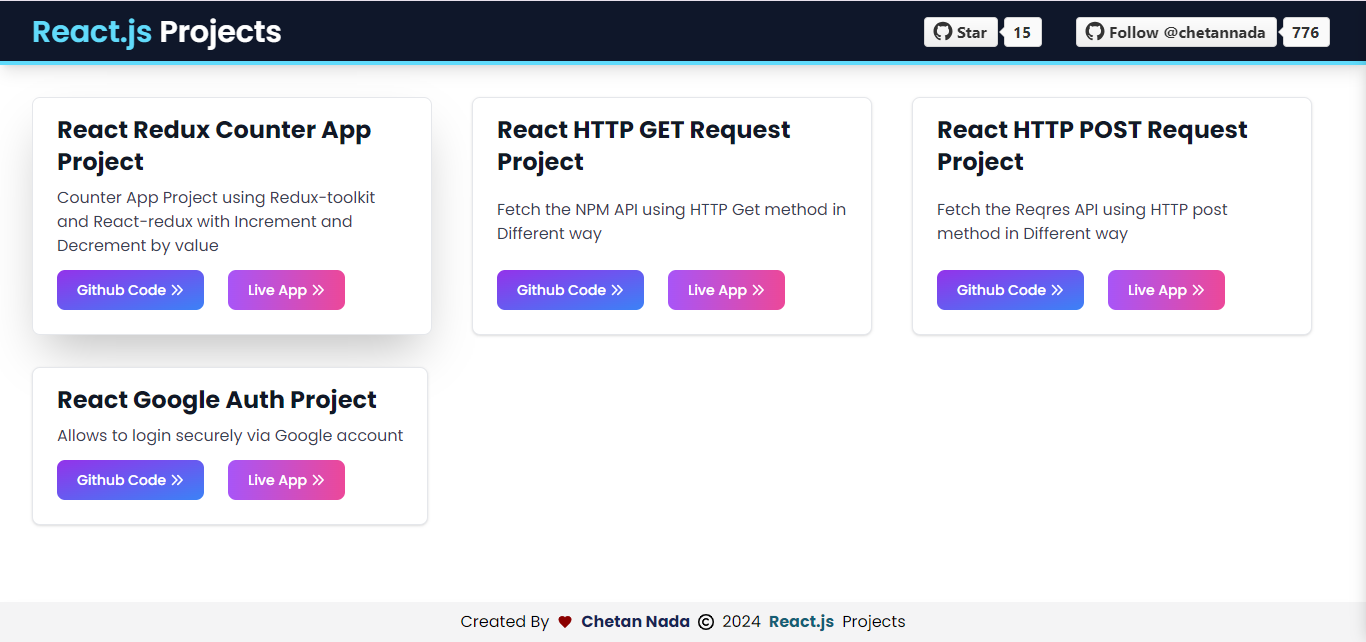 React.js Projects
Star 15 Follow @chetannada 776
React Redux Counter App
Project
Counter App Project using Redux-toolkit
and React-redux with Increment and
Decrement by value
Github Code Live App
React HTTP GET Request
Project
Fetch the NPM API using HTTP Get method in
Different way
Github Code Live App
React HTTP POST Request
Project
Fetch the Reqres API using HTTP post
method in Different way
Github Code Live App
React Google Auth Project
Allows to login securely via Google account
Github Code Live App
Created By ♥ Chetan Nada © 2024 React.js Projects